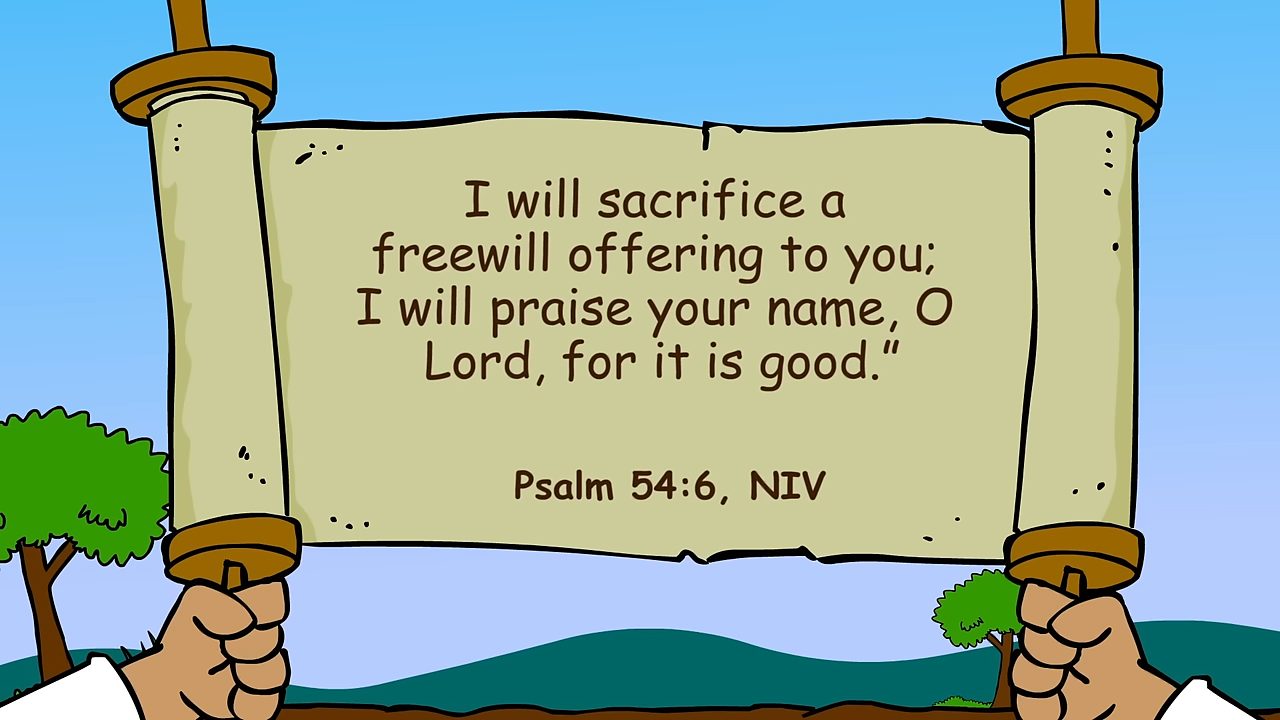 I will sacrifice a
freewill offering to you;
I will praise your name, O
Lord, for it is good.”
Psalm 54:6, NIV